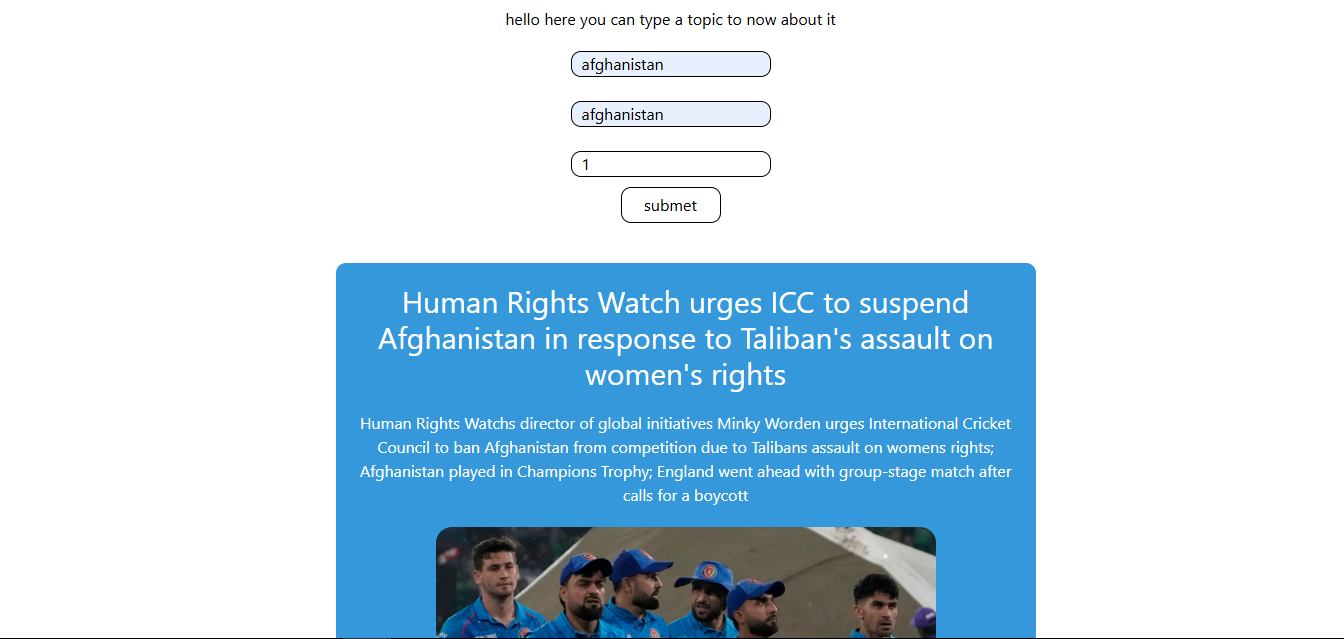 hello here you can type a topic to now about it
afghanistan
afghanistan
1
submet
Human Rights Watch urges ICC to suspend
Afghanistan in response to Taliban's assault on
women's rights
Human Rights Watchs director of global initiatives Minky Worden urges International Cricket
Council to ban Afghanistan from competition due to Talibans assault on womens rights;
Afghanistan played in Champions Trophy; England went ahead with group-stage match after
calls for a boycott